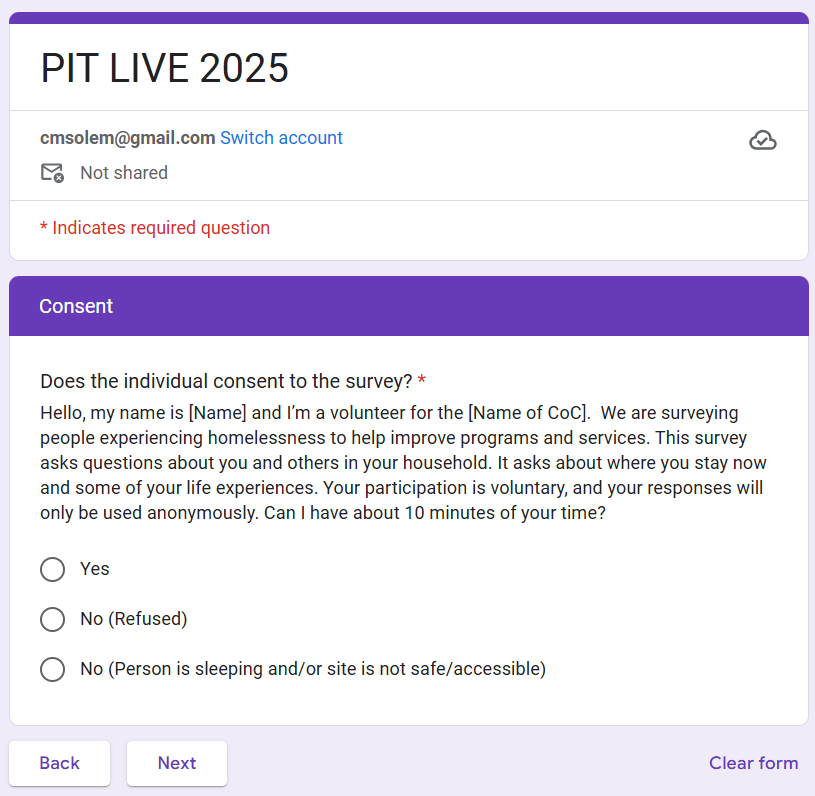 PIT LIVE 2025
cmsolem@gmail.com Switch account
Not shared
* Indicates required question
Consent
Does the individual consent to the survey? *
Hello, my name is [Name] and I’m a volunteer for the [Name of CoC].  We are surveying
people experiencing homelessness to help improve programs and services. This survey
asks questions about you and others in your household. It asks about where you stay now
and some of your life experiences. Your participation is voluntary, and your responses will
only be used anonymously. Can I have about 10 minutes of your time?
Yes
No (Refused)
No (Person is sleeping and/or site is not safe/accessible)
Back Next Clear form